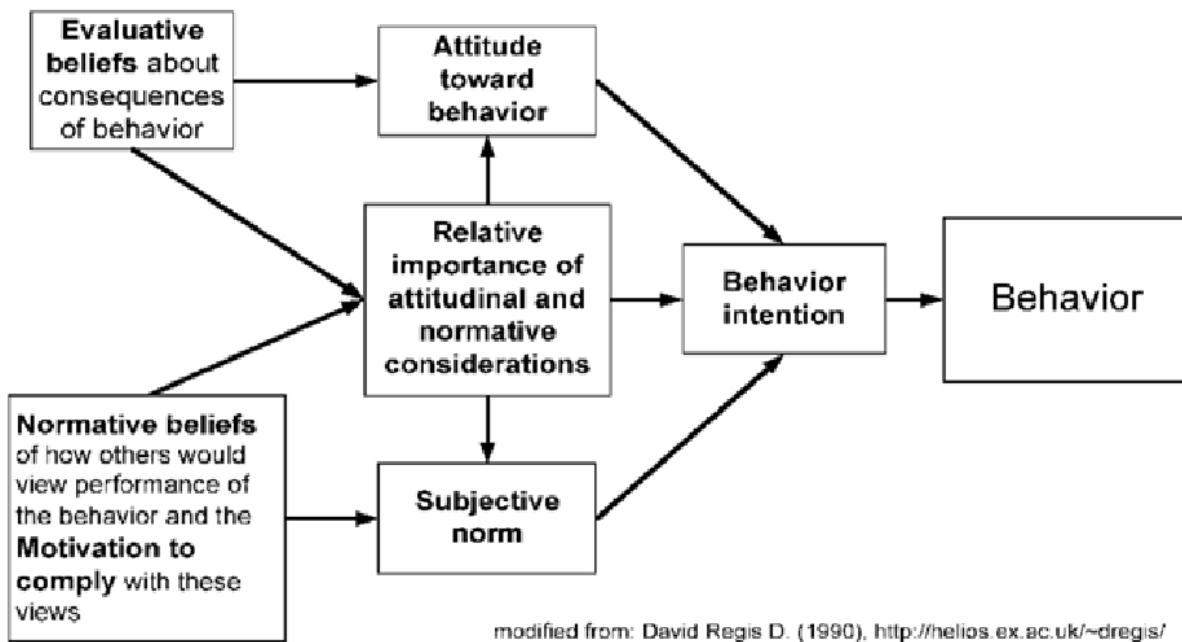 Evaluative
beliefs about
consequences
of behavior
Attitude
toward
behavior
Relative
importance of
attitudinal and
normative
considerations
Behavior
intention
Behavior
Normative beliefs
of how others would
view performance of
the behavior and the
Motivation to
comply with these
views
Subjective
norm
modified from: David Regis D. (1990), http://helios.ex.ac.uk/~dregis/